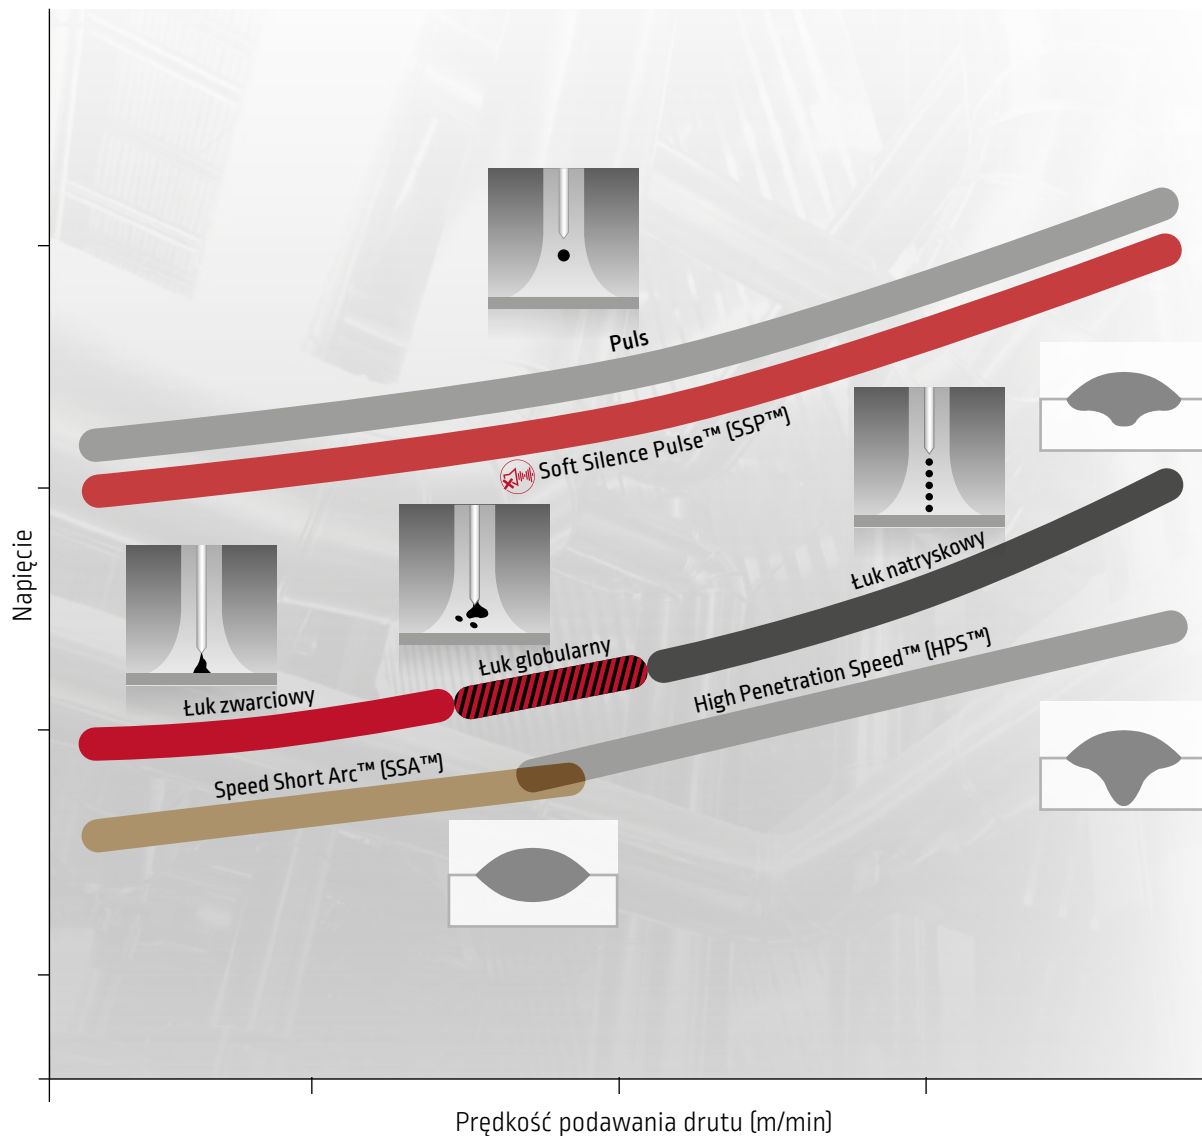 Puls
Soft Silence Pulse™ (SSP™)
Łuk natryskowy
Łuk globularny
High Penetration Speed™ (HPS™)
Łuk zwarciowy
Speed Short Arc™ (SSA™)
Napięcie
Prędkość podawania drutu (m/min)